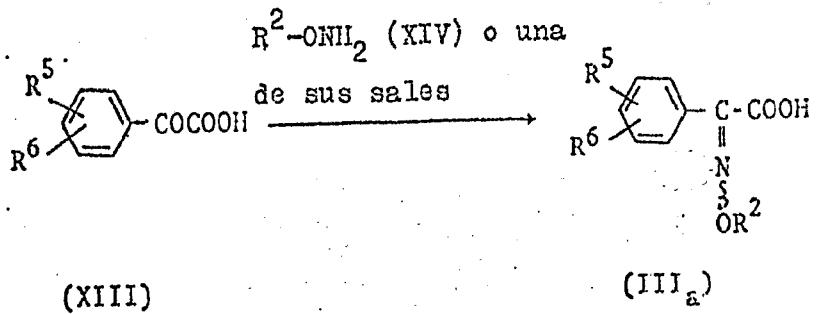 R²-ONH₂ (XIV) o una
de sus sales
R⁵
R⁶
COCOOH
R⁵
R⁶
C-COOH
N
OR²
(XIII)
(IIIₐ)